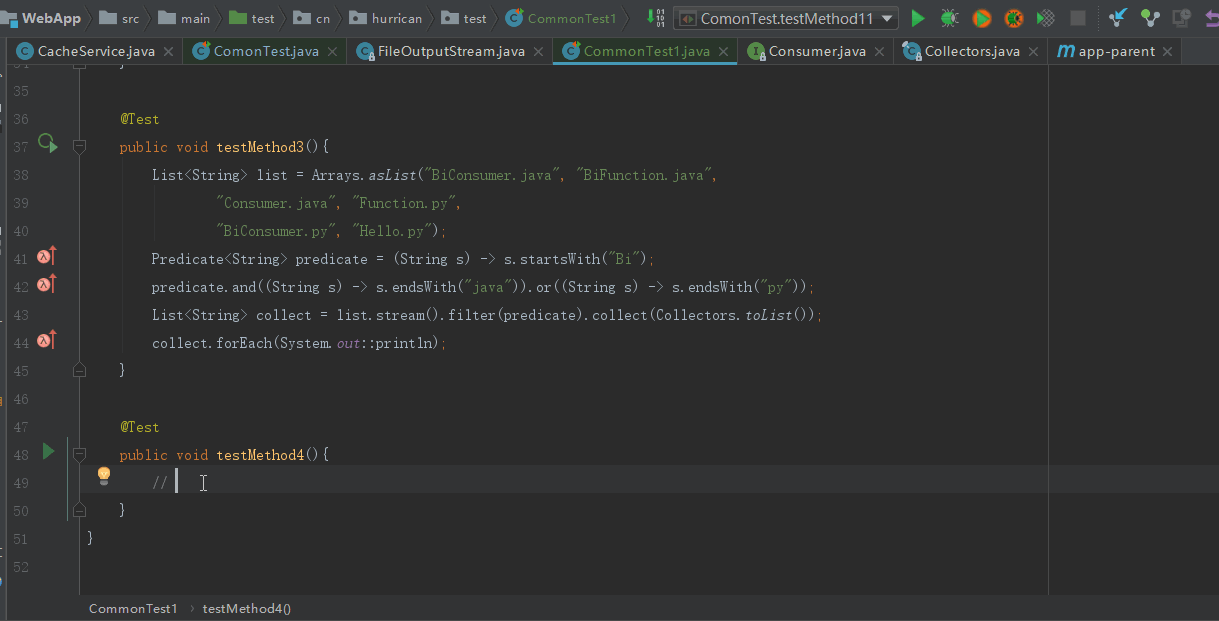 WebApp src main test cn hurrican test CommonTest1 ComonTest.testMethod11
CacheService.java ComonTest.java FileOutputStream.java CommonTest1.java Consumer.java Collectors.java app-parent
34 }
35
36 @Test
37 public void testMethod3(){
38 List<String> list = Arrays.asList("BiConsumer.java", "BiFunction.java",
39 "Consumer.java", "Function.py",
40 "BiConsumer.py", "Hello.py");
41 Predicate<String> predicate = (String s) -> s.startsWith("Bi");
42 predicate.and((String s) -> s.endsWith("java")).or((String s) -> s.endsWith("py"));
43 List<String> collect = list.stream().filter(predicate).collect(Collectors.toList());
44 collect.forEach(System.out::println);
45 }
46
47 @Test
48 public void testMethod4(){
49 //
50 }
51 }
52
CommonTest1 › testMethod4()